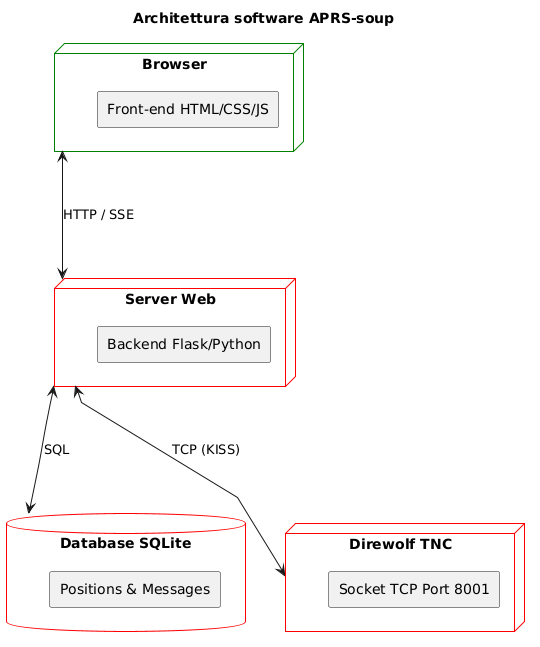 Architettura software APRS-soup
Browser
Front-end HTML/CSS/JS
HTTP / SSE
Server Web
Backend Flask/Python
SQL
TCP (KISS)
Database SQLite
Positions & Messages
Direwolf TNC
Socket TCP Port 8001